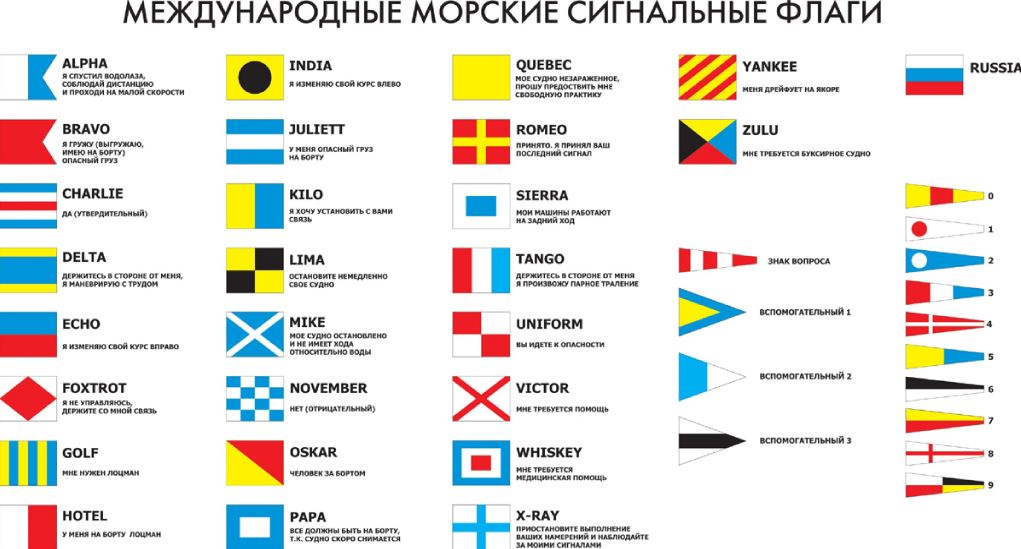 МЕЖДУНАРОДНЫЕ МОРСКИЕ СИГНАЛЬНЫЕ ФЛАГИ
ALPHA
Я СПУСТИЛ ВОДОЛАЗА,
СОБЛЮДАЙ ДИСТАНЦИЮ
И ПРОХОДИ НА МАЛОЙ СКОРОСТИ
BRAVO
Я ГРУЖУ (ВЫГРУЖАЮ,
ИМЕЮ НА БОРТУ)
ОПАСНЫЙ ГРУЗ
CHARLIE
ДА (УТВЕРДИТЕЛЬНЫЙ)
DELTA
ДЕРЖИТЕСЬ В СТОРОНЕ ОТ МЕНЯ,
Я МАНЕВРИРУЮ С ТРУДОМ
ECHO
Я ИЗМЕНЯЮ СВОЙ КУРС ВПРАВО
FOXTROT
Я НЕ УПРАВЛЯЮСЬ,
ДЕРЖИТЕ СО МНОЙ СВЯЗЬ
GOLF
МНЕ НУЖЕН ЛОЦМАН
HOTEL
У МЕНЯ НА БОРТУ ЛОЦМАН
INDIA
Я ИЗМЕНЯЮ СВОЙ КУРС ВЛЕВО
JULIETT
У МЕНЯ ОПАСНЫЙ ГРУЗ
НА БОРТУ
KILO
Я ХОЧУ УСТАНОВИТЬ С ВАМИ
СВЯЗЬ
LIMA
ОСТАНОВИТЕ НЕМЕДЛЕННО
СВОЕ СУДНО
MIKE
МОЕ СУДНО ОСТАНОВЛЕНО
И НЕ ИМЕЕТ ХОДА
ОТНОСИТЕЛЬНО ВОДЫ
NOVEMBER
НЕТ (ОТРИЦАТЕЛЬНЫЙ)
OSKAR
ЧЕЛОВЕК ЗА БОРТОМ
PAPA
ВСЕ ДОЛЖНЫ БЫТЬ НА БОРТУ,
Т.К. СУДНО СКОРО СНИМАЕТСЯ
QUEBEC
МОЕ СУДНО НЕЗАРАЖЕННОЕ,
ПРОШУ ПРЕДОСТВИТЬ МНЕ
СВОБОДНУЮ ПРАКТИКУ
ROMEO
ПРИНЯТО. Я ПРИНЯЛ ВАШ
ПОСЛЕДНИЙ СИГНАЛ
SIERRA
МОИ МАШИНЫ РАБОТАЮТ
НА ЗАДНИЙ ХОД
TANGO
ДЕРЖИТЕСЬ В СТОРОНЕ ОТ МЕНЯ
Я ПРОИЗВОЖУ ПАРНОЕ ТРАЛЕНИЕ
UNIFORM
ВЫ ИДЕТЕ К ОПАСНОСТИ
VICTOR
МНЕ ТРЕБУЕТСЯ ПОМОЩЬ
WHISKEY
МНЕ ТРЕБУЕТСЯ
МЕДИЦИНСКАЯ ПОМОЩЬ
X-RAY
ПРИОСТАНОВИТЕ ВЫПОЛНЕНИЕ
ВАШИХ НАМЕРЕНИЙ И НАБЛЮДАЙТЕ
ЗА МОИМИ СИГНАЛАМИ
YANKEE
МЕНЯ ДРЕЙФУЕТ НА ЯКОРЕ
ZULU
МНЕ ТРЕБУЕТСЯ БУКСИРНОЕ СУДНО
ЗНАК ВОПРОСА
ВСПОМОГАТЕЛЬНЫЙ 1
ВСПОМОГАТЕЛЬНЫЙ 2
ВСПОМОГАТЕЛЬНЫЙ 3
RUSSIA
0
1
2
3
4
5
6
7
8
9